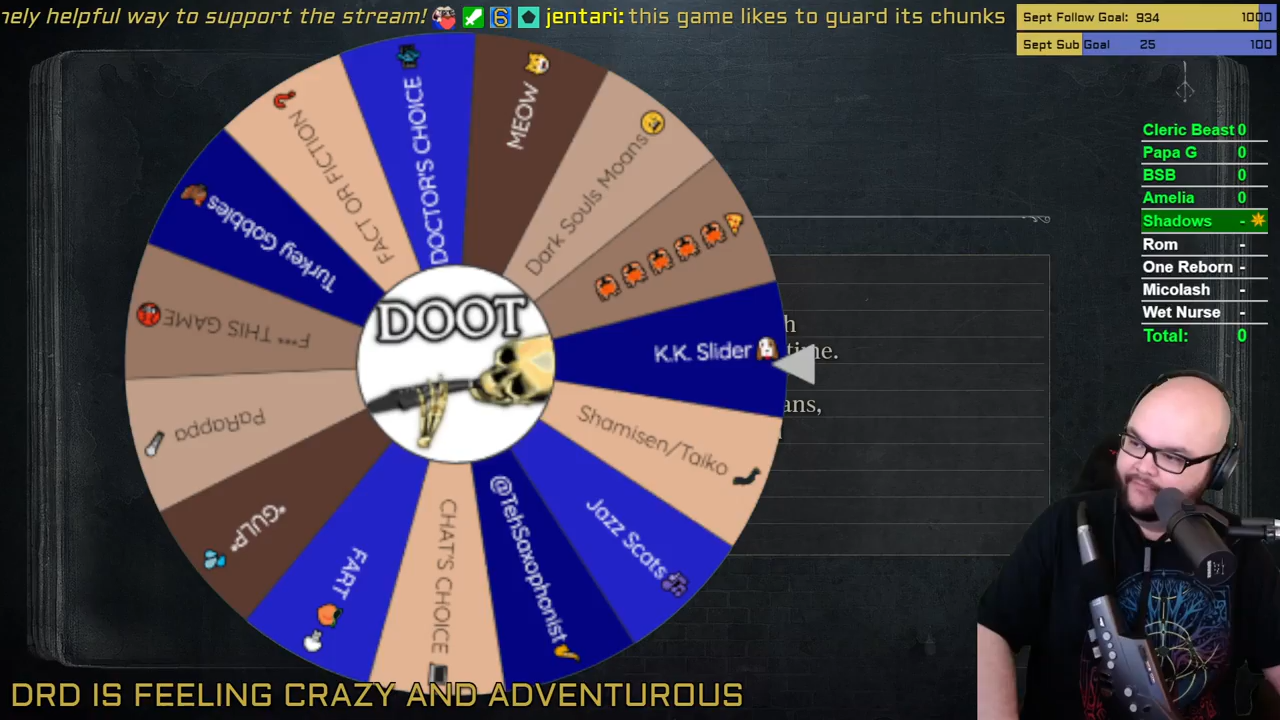 nely helpful way to support the stream! 6 jentari: this game likes to guard its chunks
Sept Follow Goal: 934 1000
Sept Sub Goal 25 100
MEOW
Dark Souls Moans
K.K. Slider
Shamisen/Taiko
Jazz Scats
@TehSaxophonist
CHAT'S CHOICE
FART
*GULP*
PaRappa
F*** THIS GAME
Turkey Gobbles
FACT OR FICTION
DOCTOR'S CHOICE
DOOT
h
time.
ans,
Cleric Beast 0
Papa G 0
BSB 0
Amelia 0
Shadows -
Rom -
One Reborn -
Micolash -
Wet Nurse -
Total: 0
DRD IS FEELING CRAZY AND ADVENTUROUS